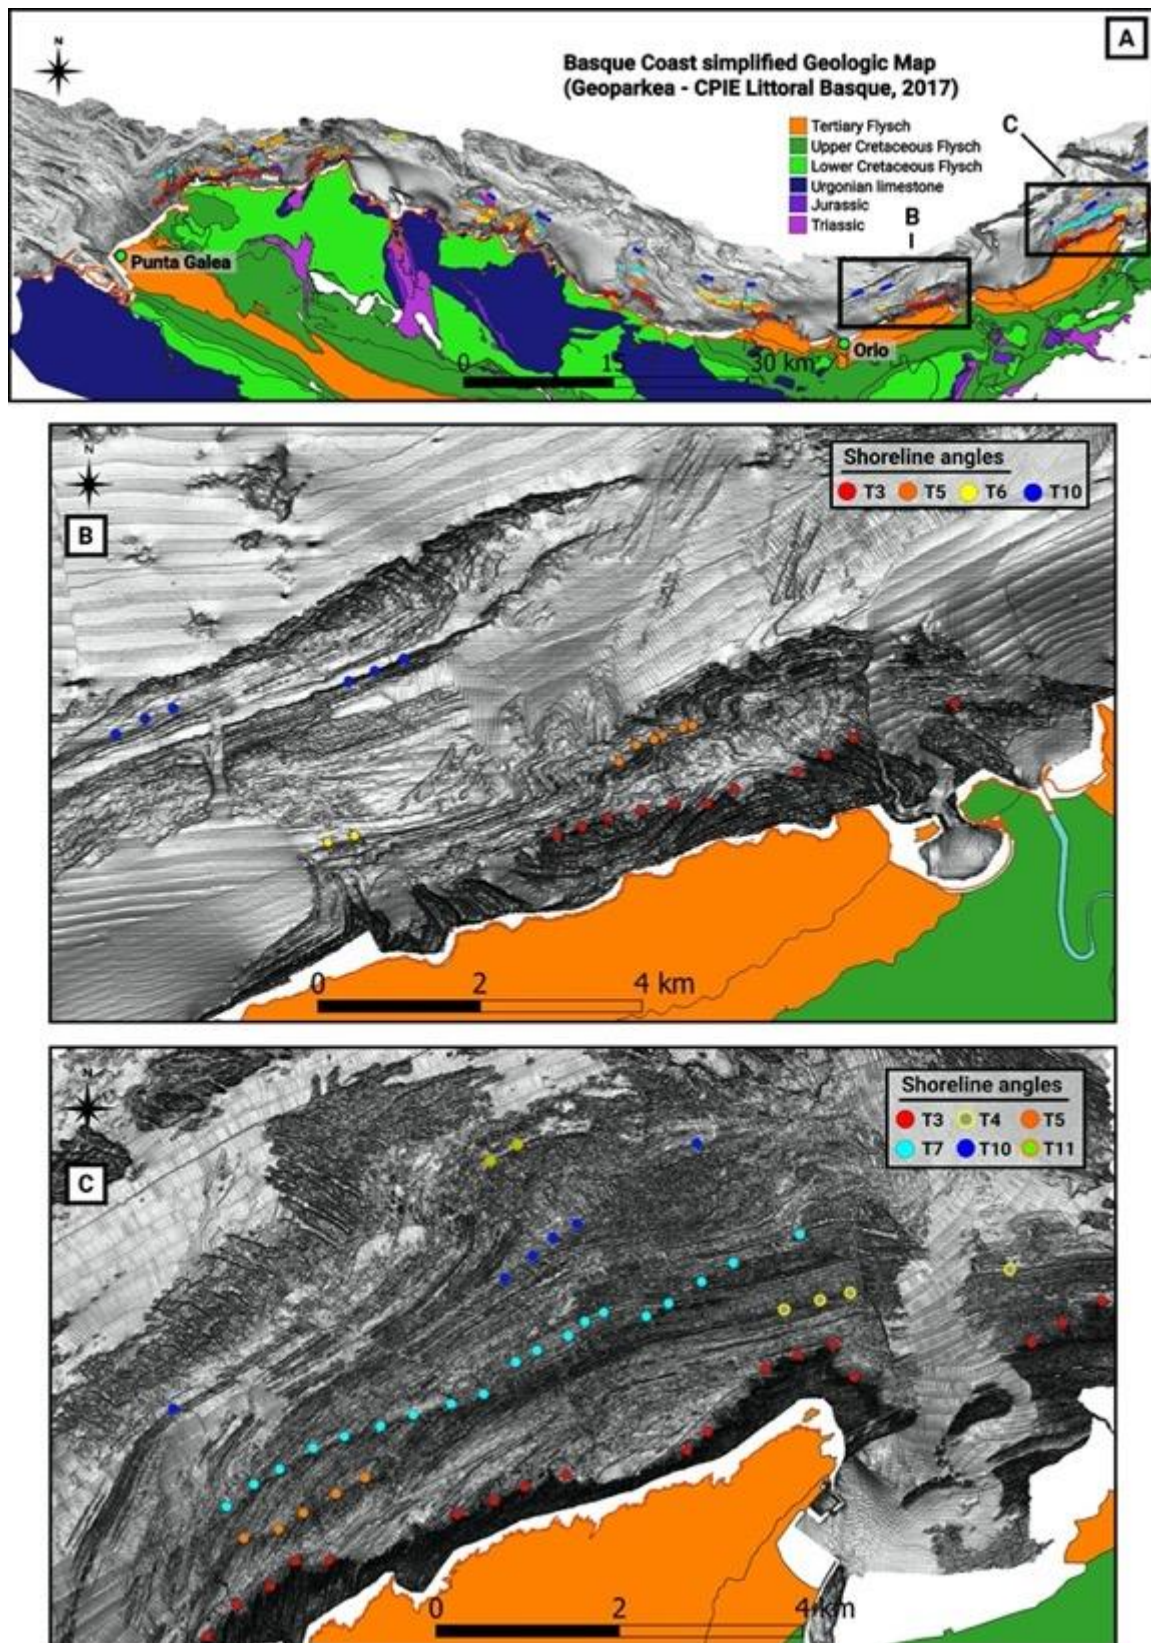 A
N
Basque Coast simplified Geologic Map
(Geoparkea - CPIE Littoral Basque, 2017)
Tertiary Flysch
Upper Cretaceous Flysch
Lower Cretaceous Flysch
Urgonian limestone
Jurassic
Triassic
C
B
Punta Galea
Orio
0 15 30 km
N
B
Shoreline angles
T3 T5 T6 T10
0 2 4 km
N
C
Shoreline angles
T3 T4 T5
T7 T10 T11
0 2 4 km